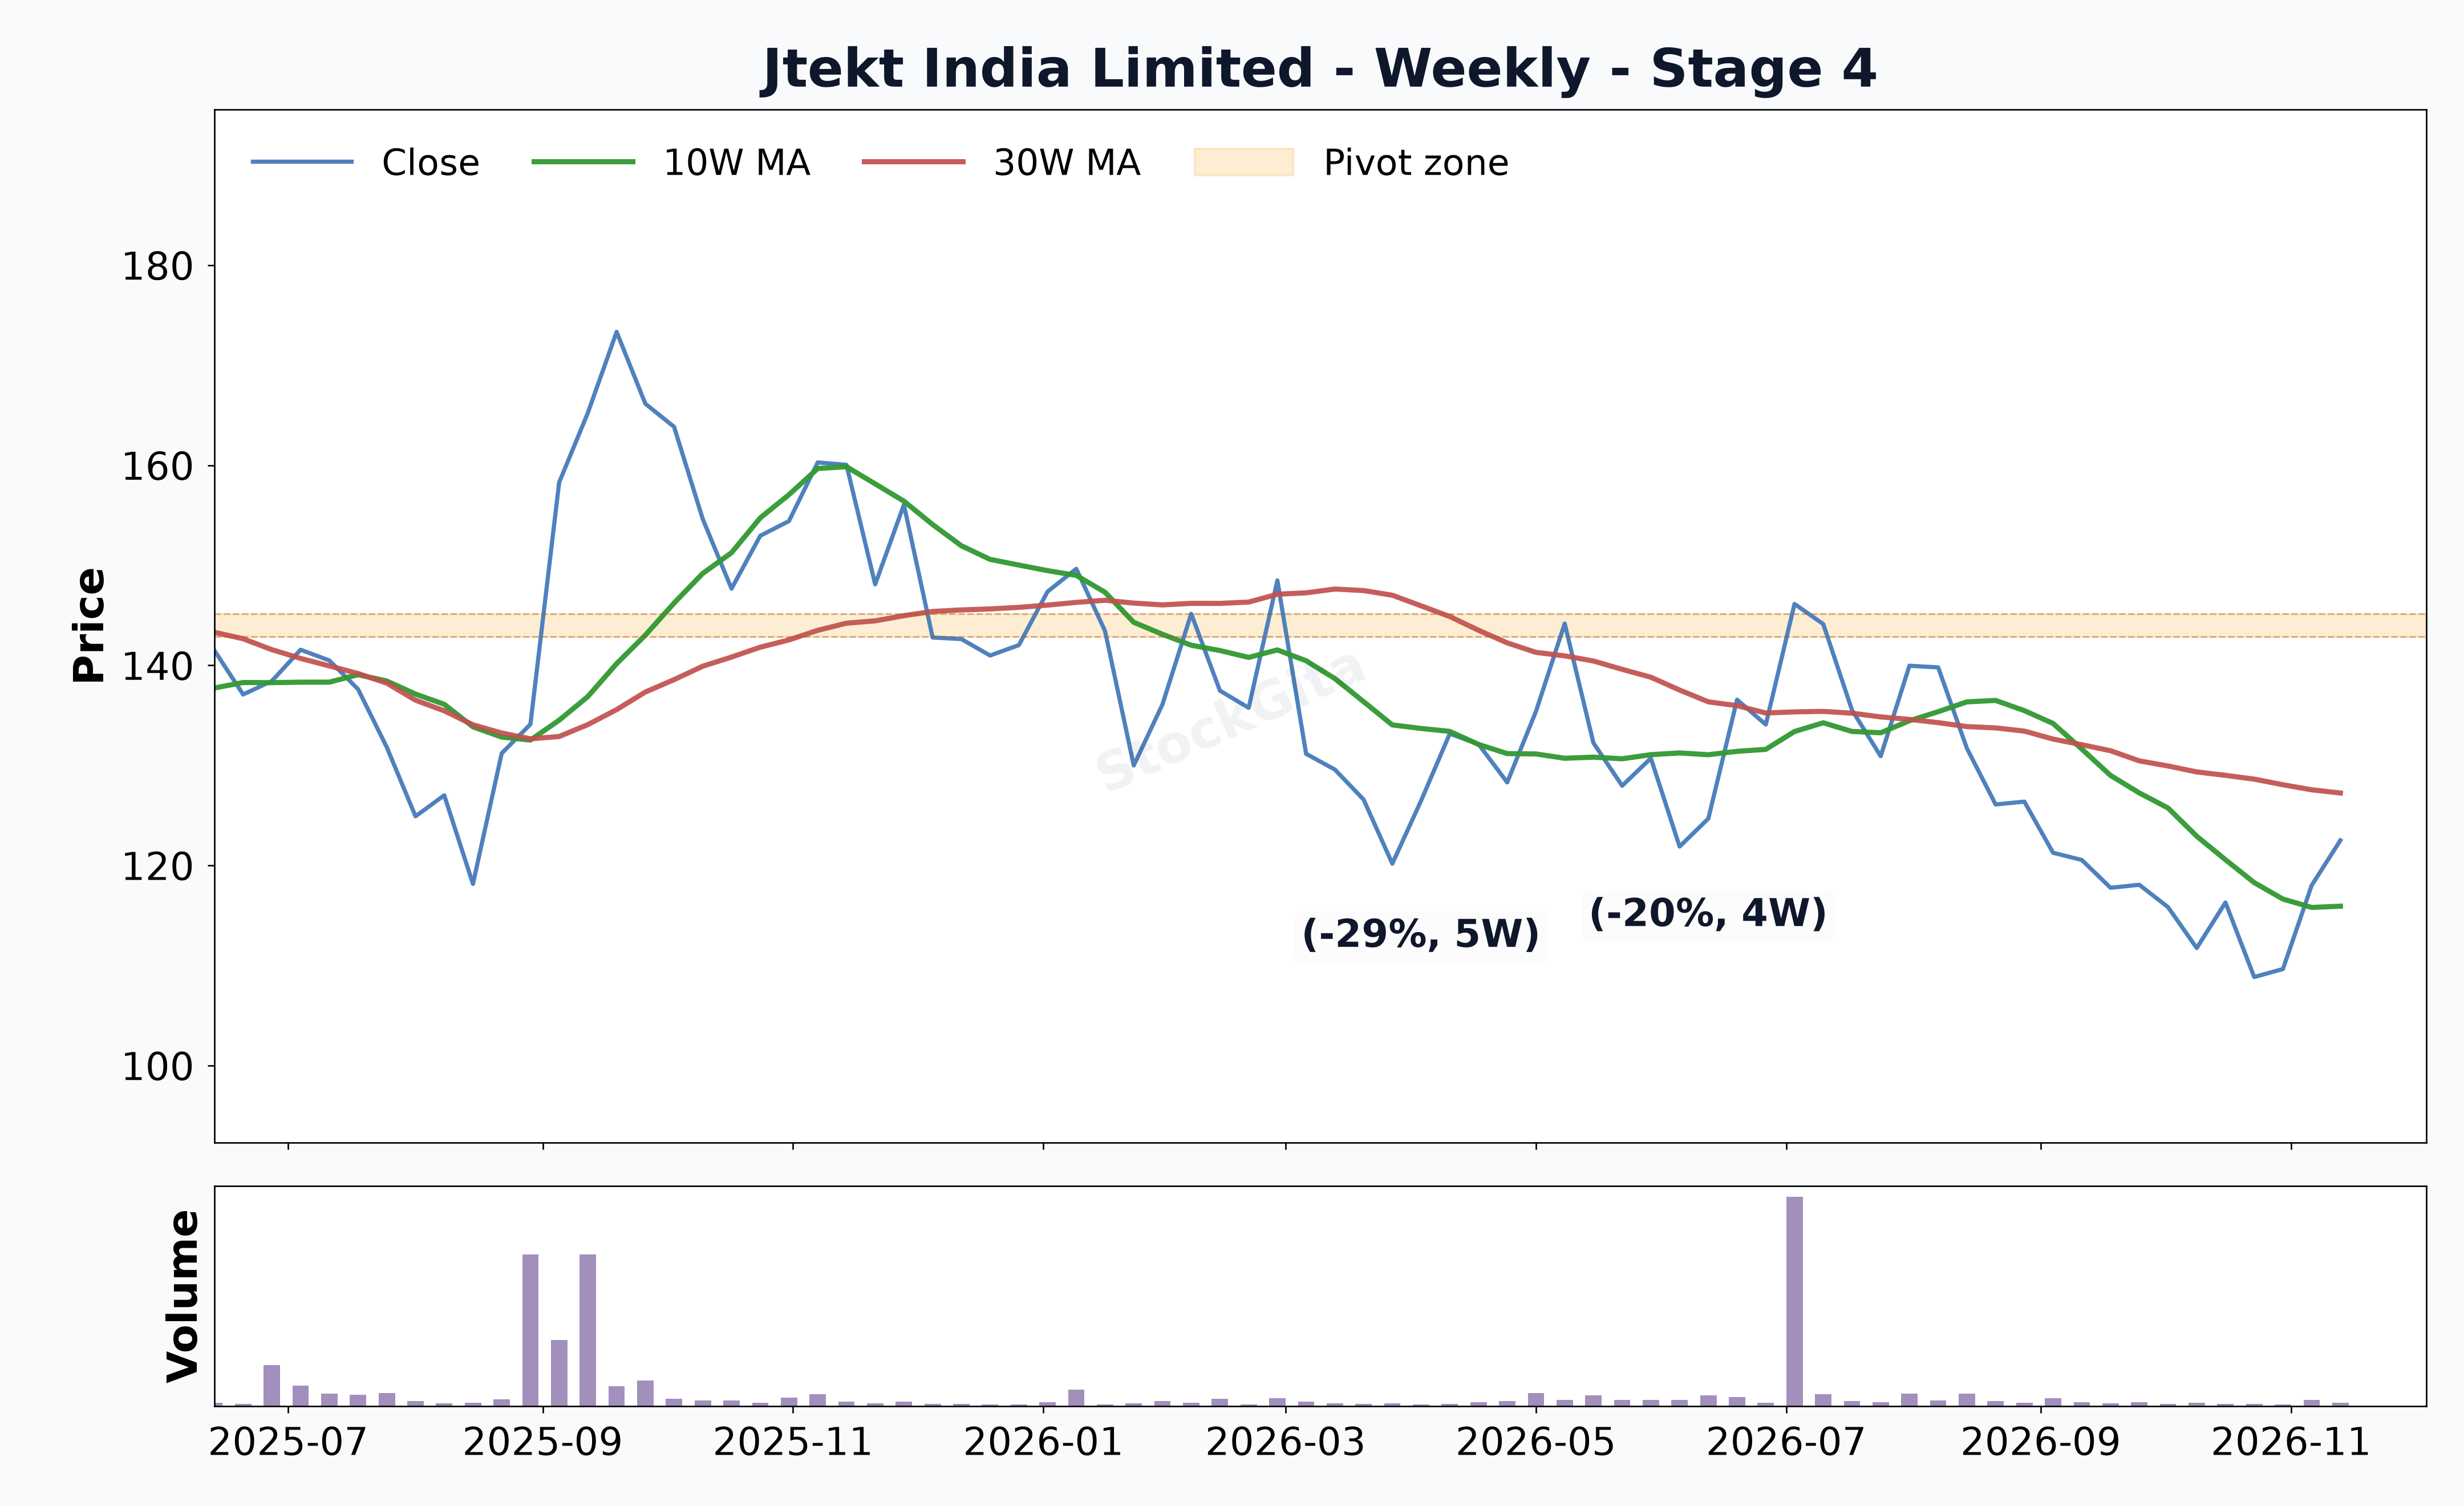 Jtekt India Limited - Weekly - Stage 4
Close
10W MA
30W MA
Pivot zone
Price
180
160
140
120
100
StockGita
(-29%, 5W)
(-20%, 4W)
Volume
2025-07
2025-09
2025-11
2026-01
2026-03
2026-05
2026-07
2026-09
2026-11